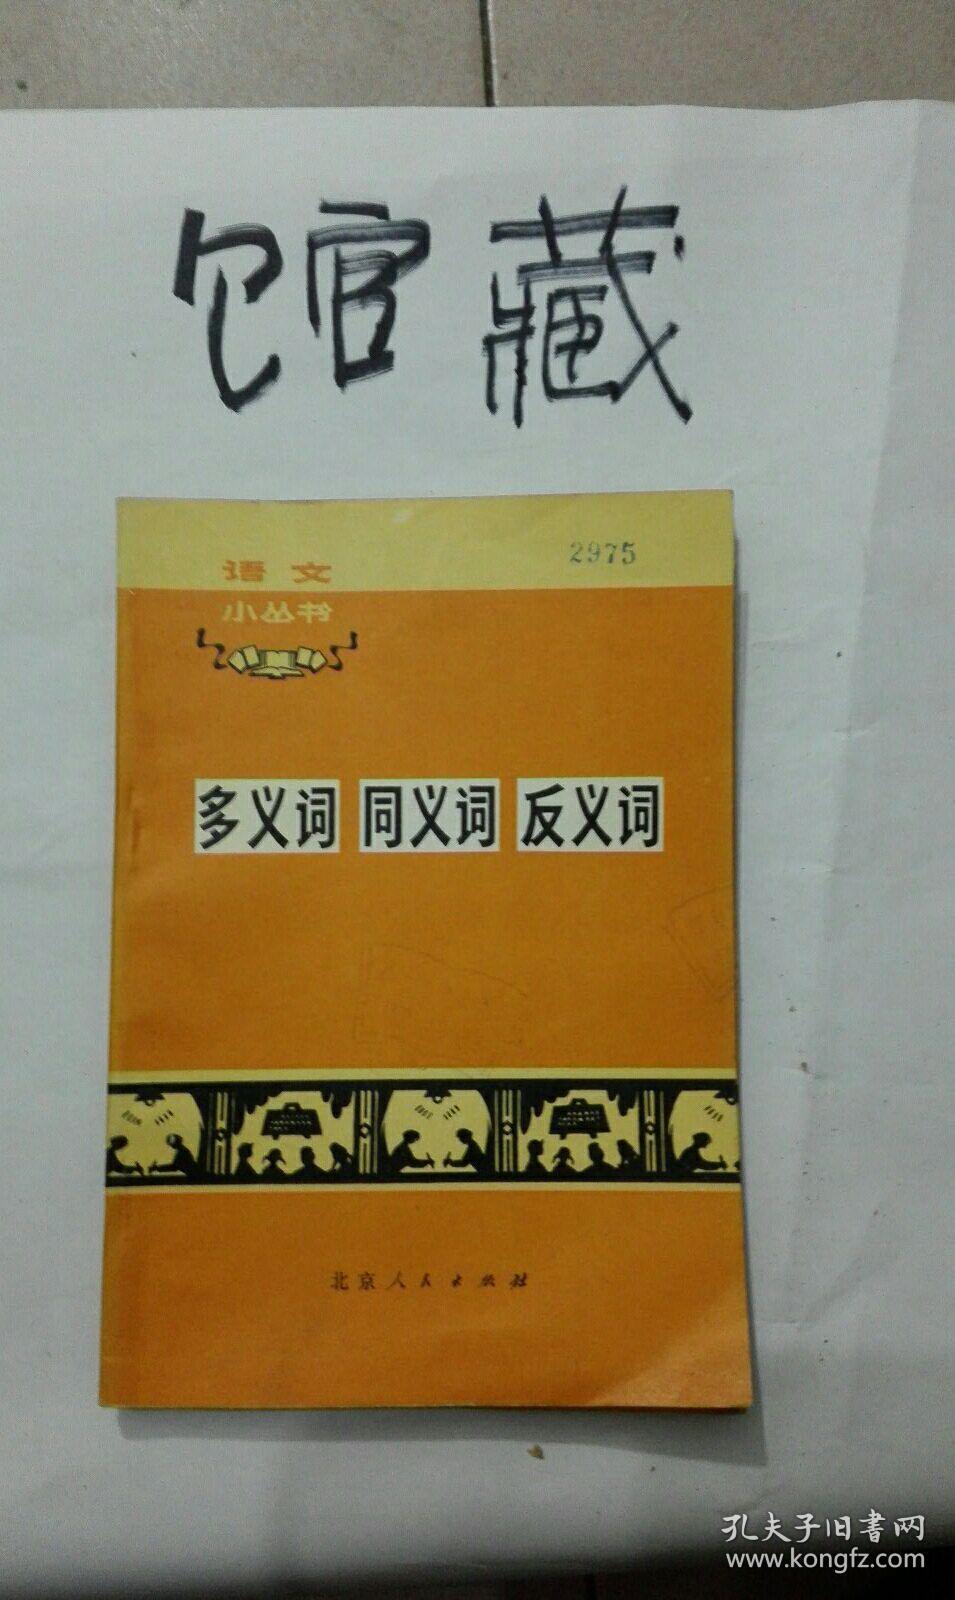 馆藏
2975
语文
小丛书
多义词 同义词 反义词
北京人民出版社
孔夫子旧書网
www.kongfz.com